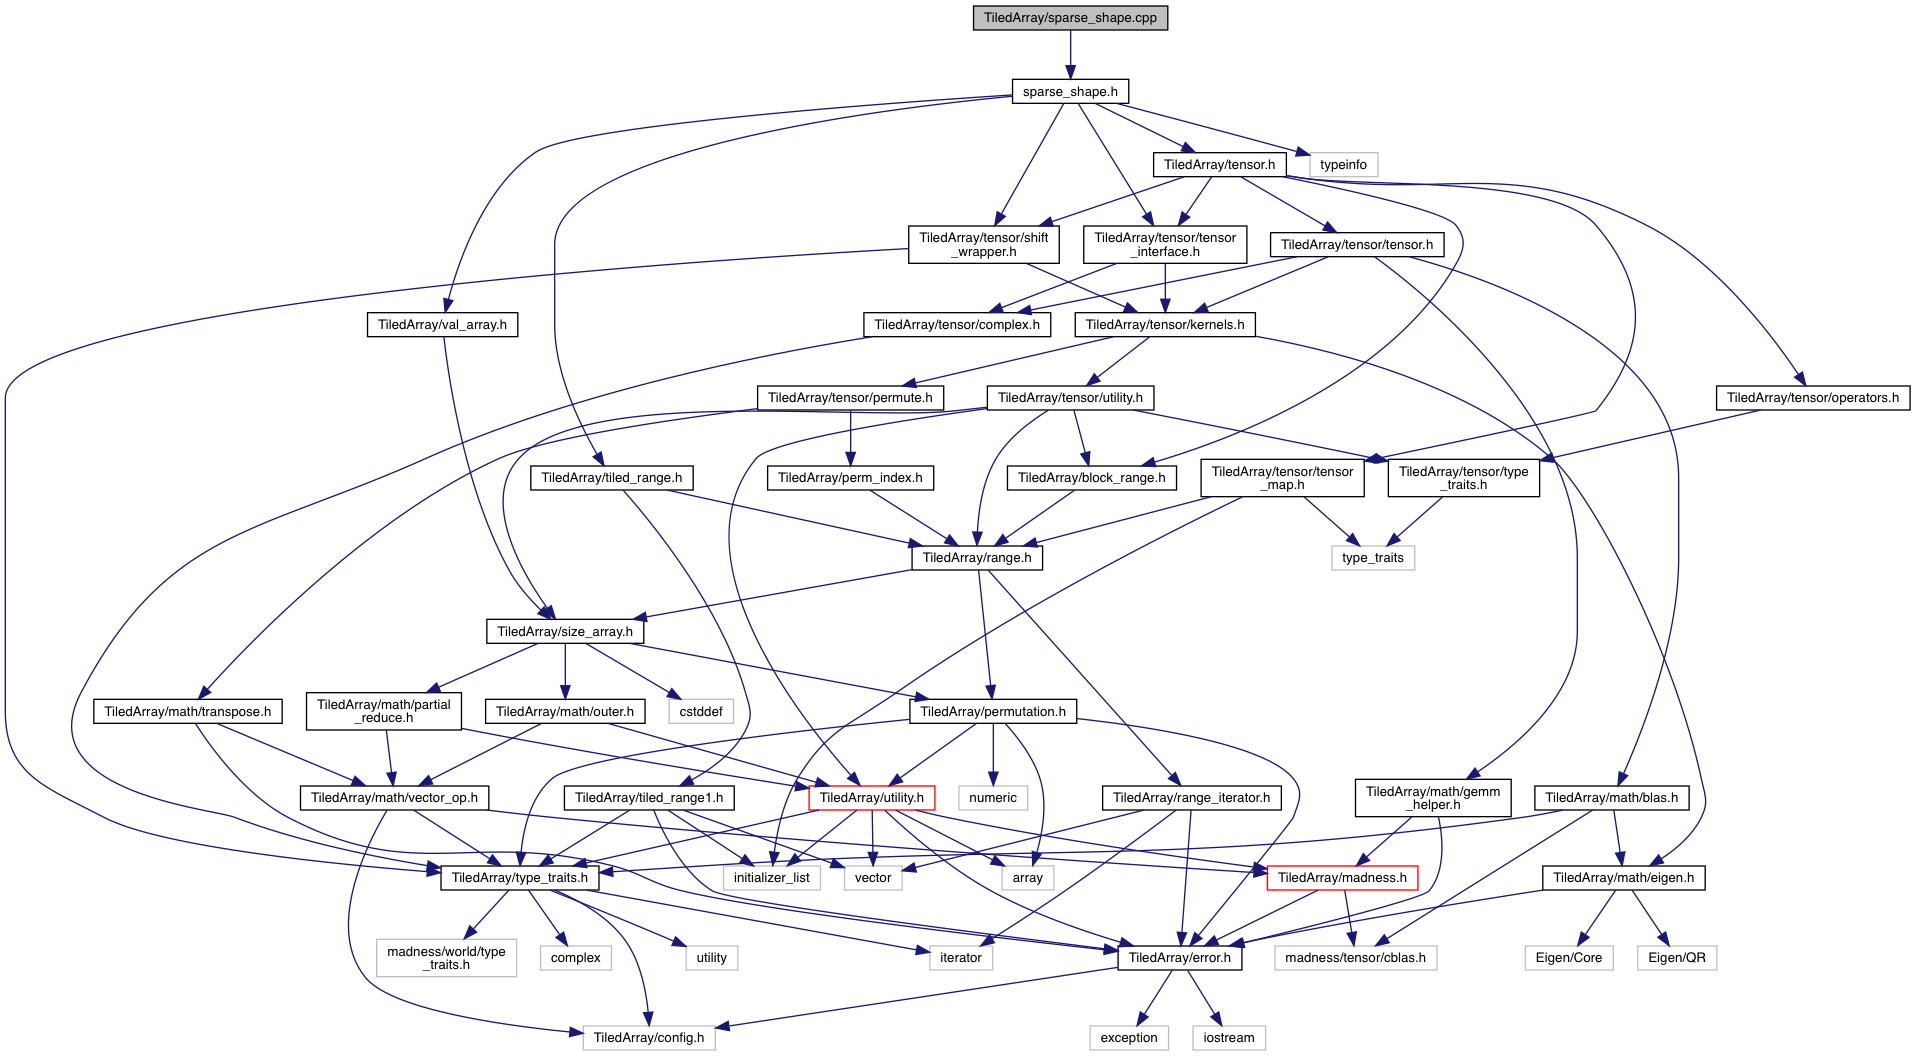 TiledArray/sparse_shape.cpp
sparse_shape.h
TiledArray/tensor.h
typeinfo
TiledArray/tensor/shift
_wrapper.h
TiledArray/tensor/tensor
_interface.h
TiledArray/tensor/tensor.h
TiledArray/val_array.h
TiledArray/tensor/complex.h
TiledArray/tensor/kernels.h
TiledArray/tensor/permute.h
TiledArray/tensor/utility.h
TiledArray/tensor/operators.h
TiledArray/tiled_range.h
TiledArray/perm_index.h
TiledArray/block_range.h
TiledArray/tensor/tensor
_map.h
TiledArray/tensor/type
_traits.h
TiledArray/range.h
type_traits
TiledArray/size_array.h
TiledArray/math/transpose.h
TiledArray/math/partial
_reduce.h
TiledArray/math/outer.h
cstddef
TiledArray/permutation.h
TiledArray/math/vector_op.h
TiledArray/tiled_range1.h
TiledArray/utility.h
numeric
TiledArray/range_iterator.h
TiledArray/math/gemm
_helper.h
TiledArray/math/blas.h
TiledArray/type_traits.h
initializer_list
vector
array
TiledArray/madness.h
TiledArray/math/eigen.h
madness/world/type
_traits.h
complex
utility
iterator
TiledArray/error.h
madness/tensor/cblas.h
Eigen/Core
Eigen/QR
TiledArray/config.h
exception
iostream